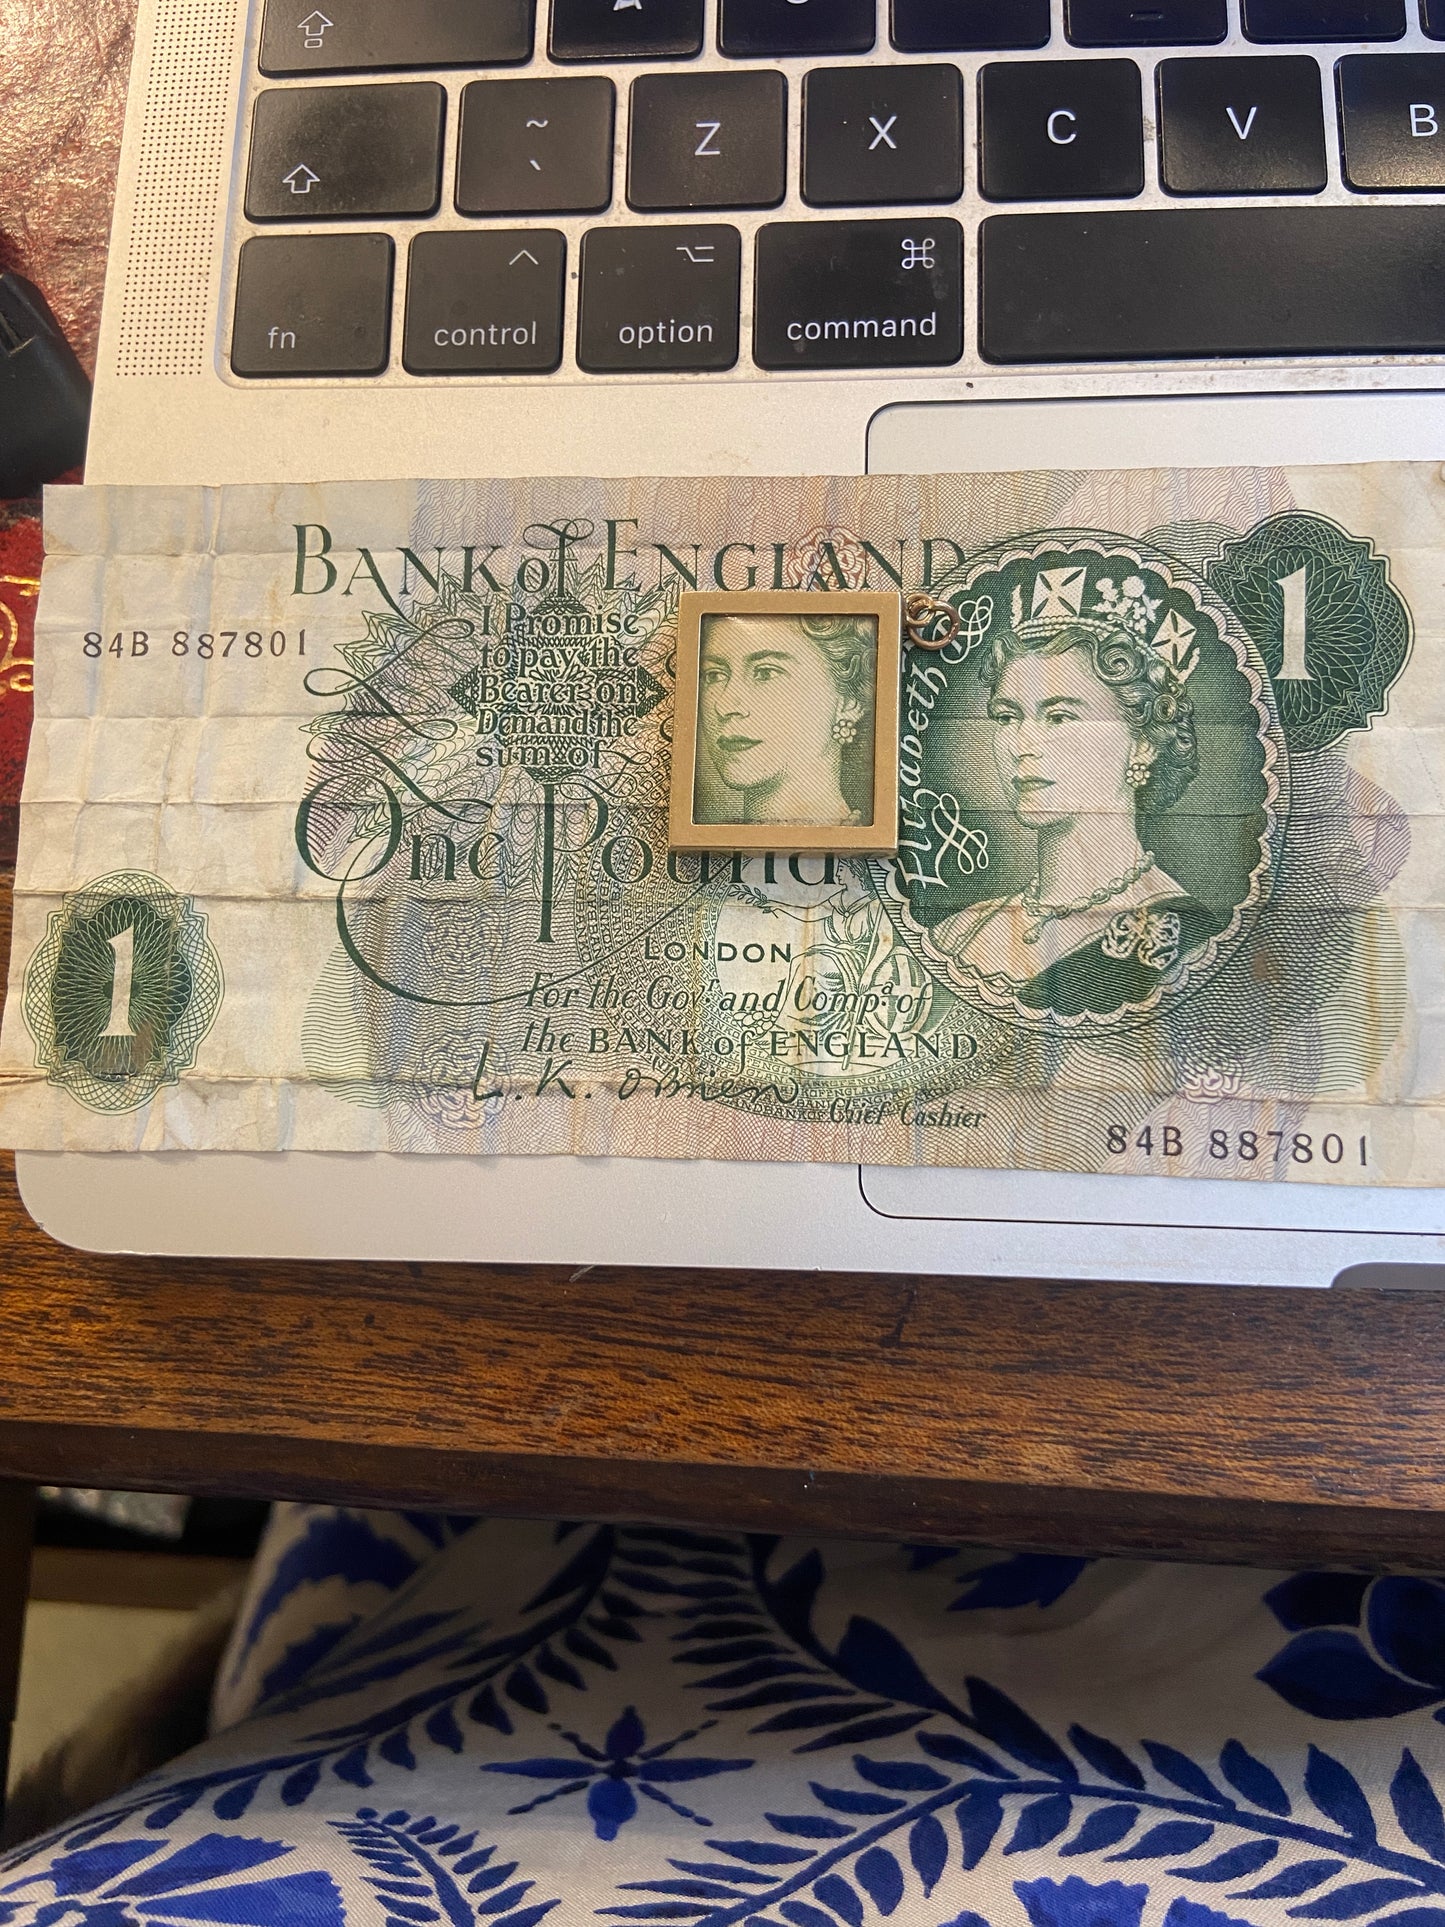 A
~
`
Z
X
C
V
B
fn
control
option
⌘
command
BANK of ENGLAND
84B 887801
I Promise
to pay the
Bearer on
Demand the
sum of
One Pound
1
Elizabeth
1
LONDON
For the Govr and Compa of
the BANK of ENGLAND
L.K. O'Brien
Chief Cashier
84B 887801